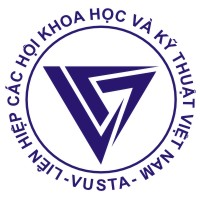 LIÊN HIỆP CÁC HỘI KHOA HỌC VÀ KỸ THUẬT VIỆT NAM
-VUSTA-